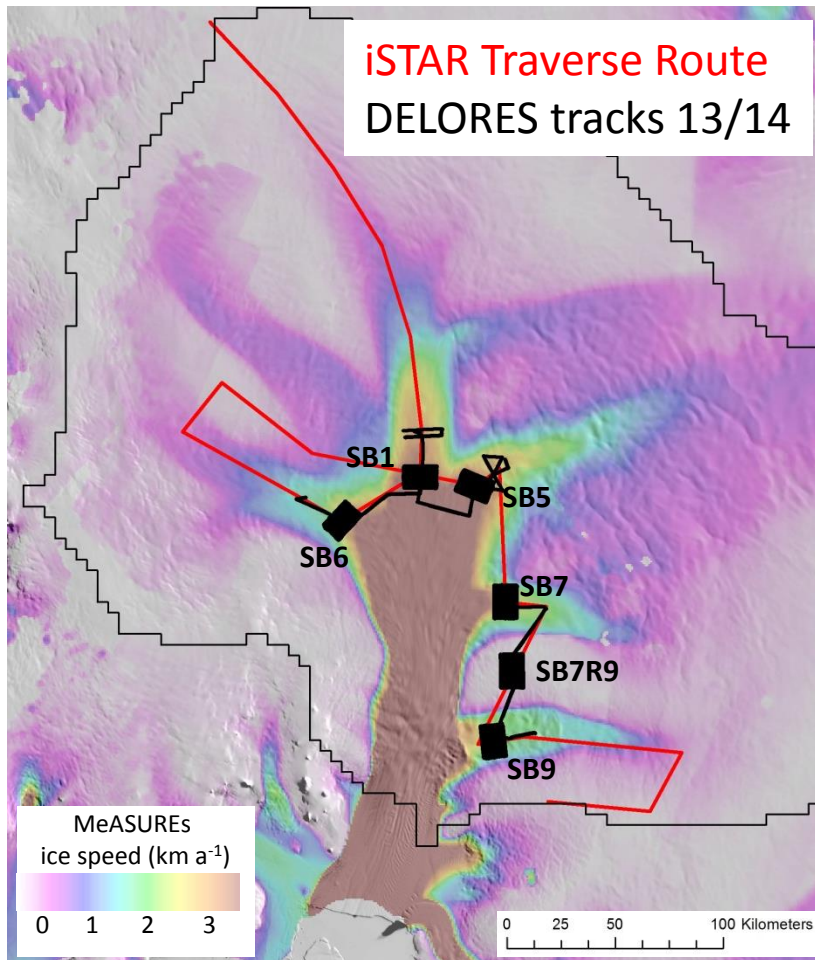 iSTAR Traverse Route
DELORES tracks 13/14
SB1
SB5
SB6
SB7
SB7R9
SB9
MeASUREs
ice speed (km a⁻¹)
0 1 2 3
0 25 50 100 Kilometers